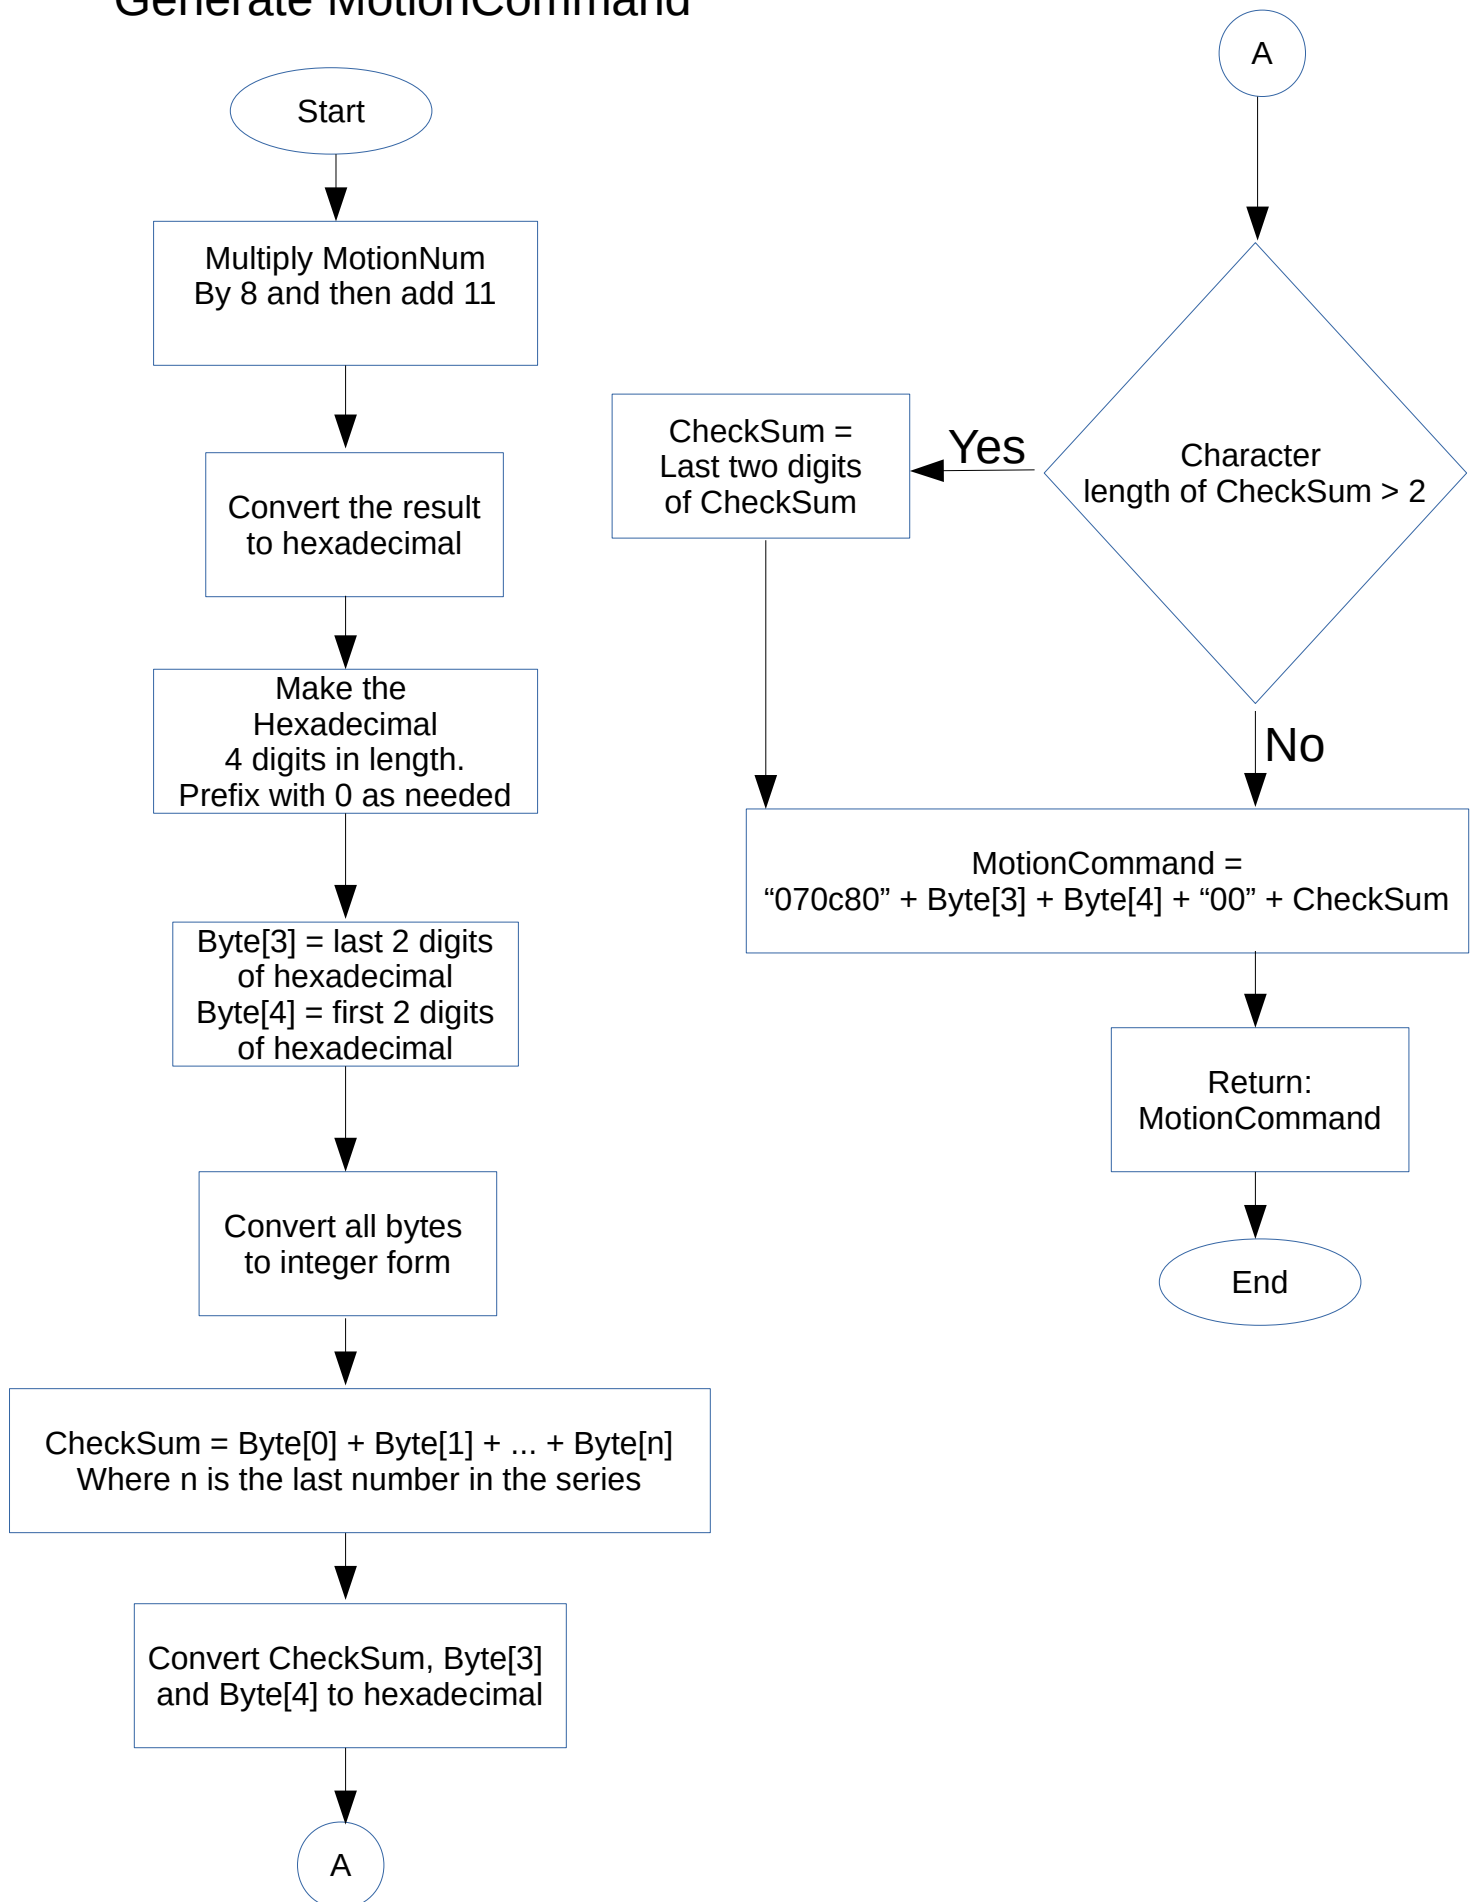 Generate MotionCommand
Start
Multiply MotionNum
By 8 and then add 11
Convert the result
to hexadecimal
Make the
Hexadecimal
4 digits in length.
Prefix with 0 as needed
Byte[3] = last 2 digits
of hexadecimal
Byte[4] = first 2 digits
of hexadecimal
Convert all bytes
to integer form
CheckSum = Byte[0] + Byte[1] + ... + Byte[n]
Where n is the last number in the series
Convert CheckSum, Byte[3]
and Byte[4] to hexadecimal
A
A
Character
length of CheckSum > 2
Yes
CheckSum =
Last two digits
of CheckSum
No
MotionCommand =
“070c80” + Byte[3] + Byte[4] + “00” + CheckSum
Return:
MotionCommand
End